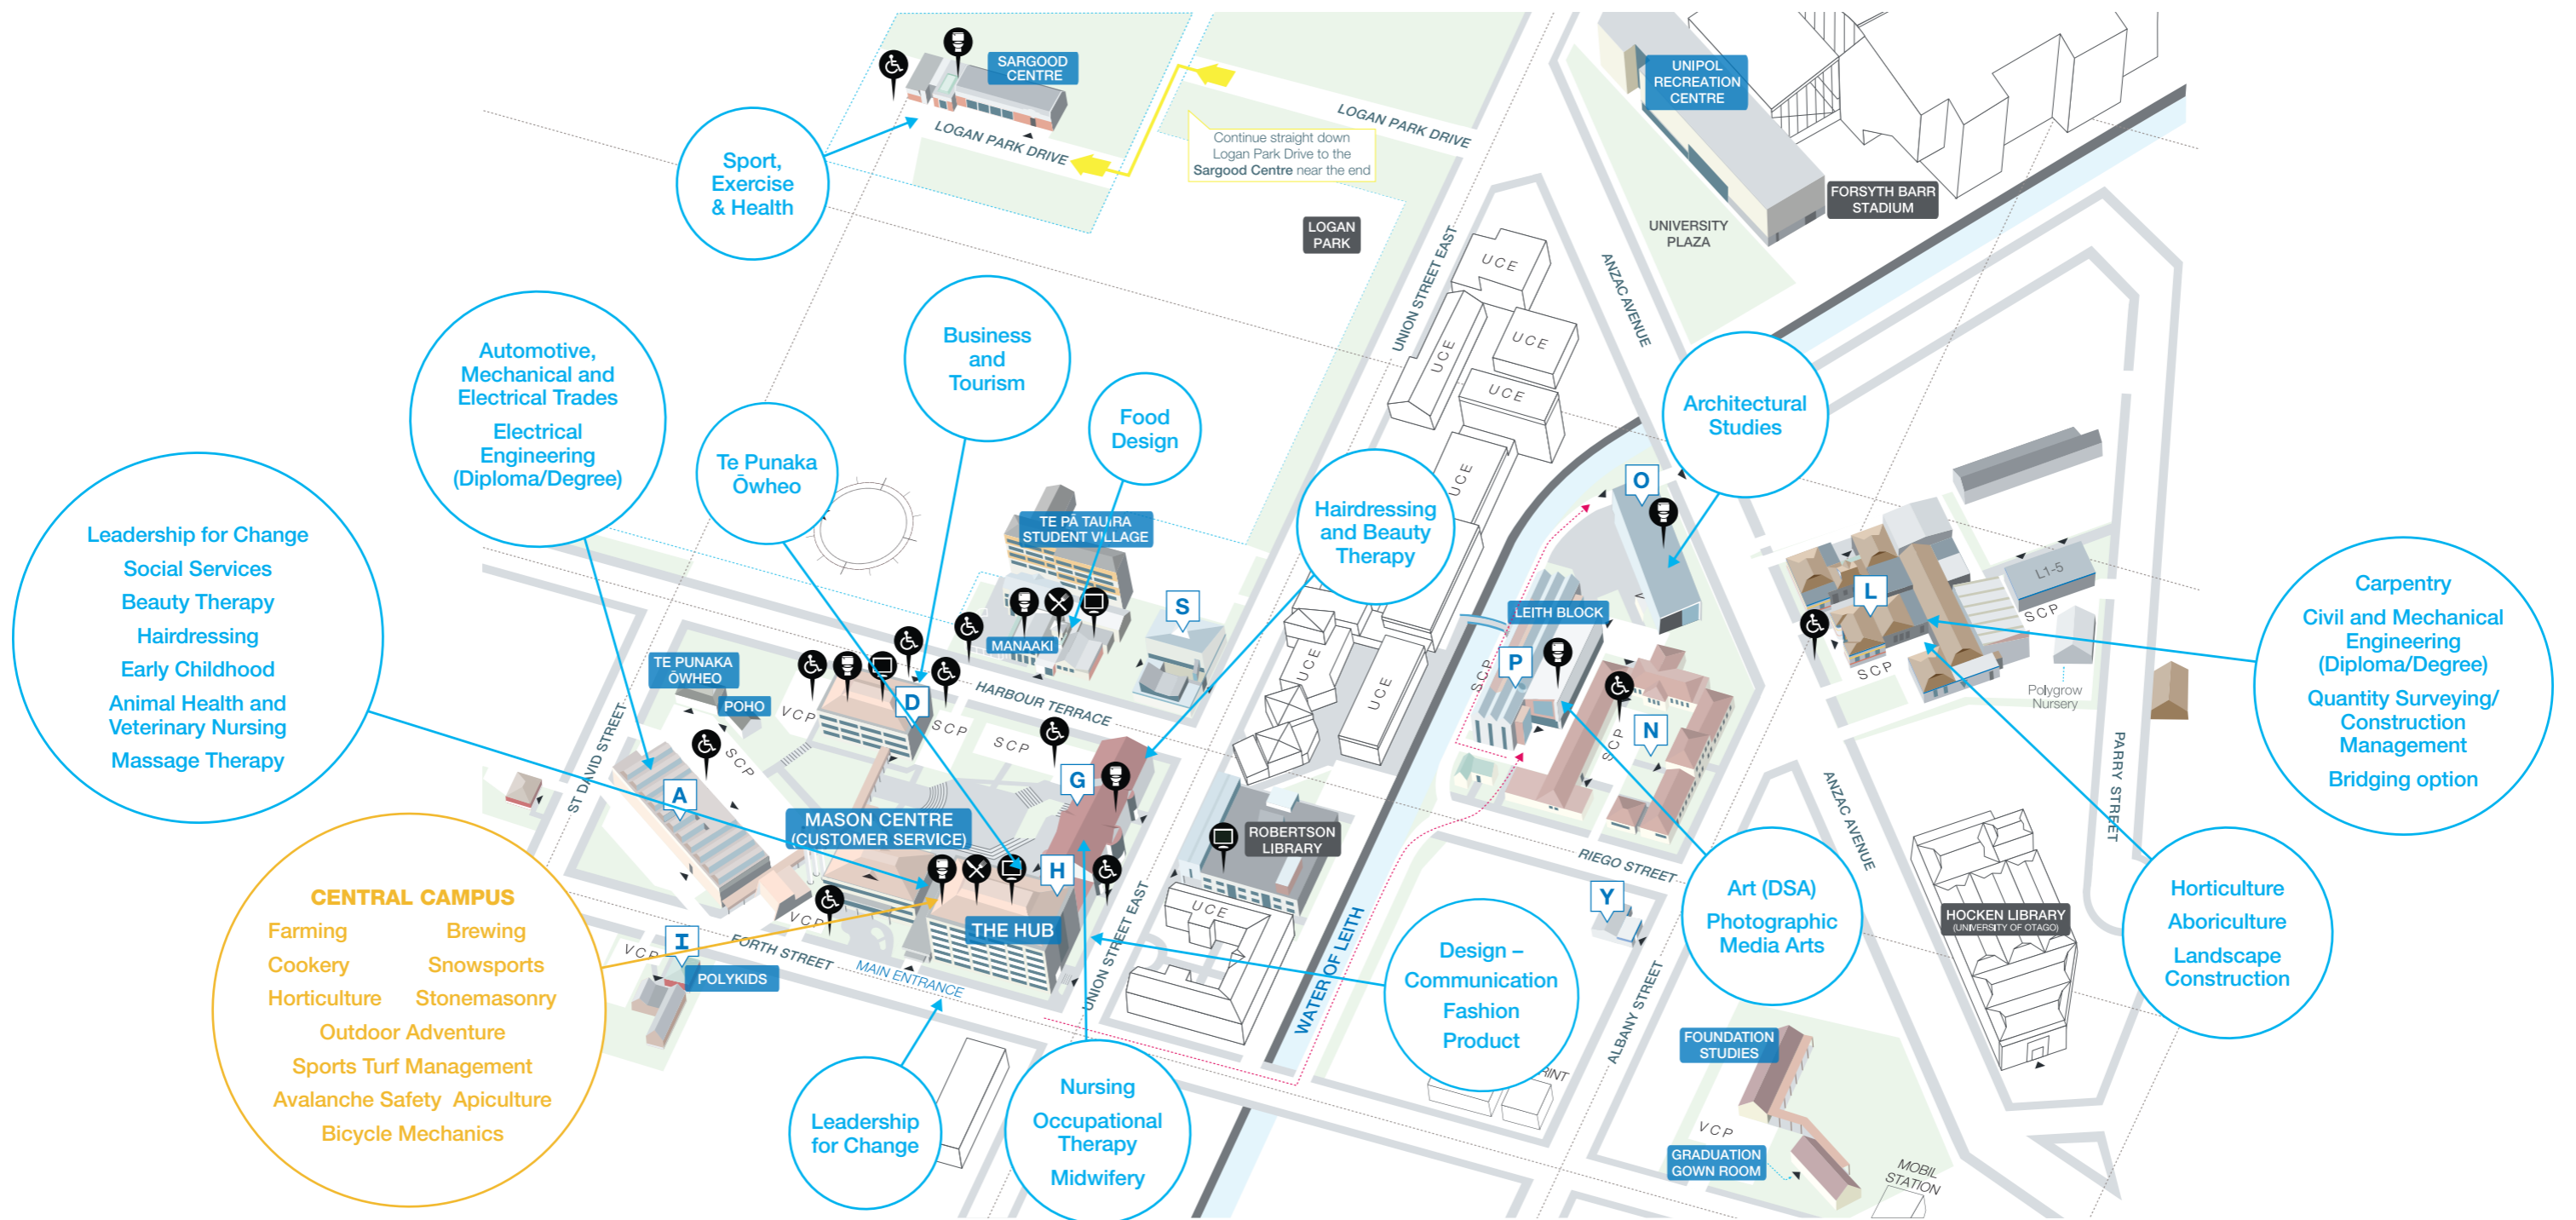 SARGOOD
CENTRE
LOGAN PARK DRIVE
LOGAN PARK DRIVE
Continue straight down
Logan Park Drive to the
Sargood Centre near the end
UNIPOL
RECREATION
CENTRE
FORSYTH BARR
STADIUM
UNIVERSITY
PLAZA
LOGAN
PARK
Sport,
Exercise
& Health
UNION STREET EAST
ANZAC AVENUE
UCE
UCE
UCE
UCE
UCE
UCE
UCE
UCE
Automotive,
Mechanical and
Electrical Trades
Electrical
Engineering
(Diploma/Degree)
Te Punaka
Ōwheo
Business
and
Tourism
Food
Design
Hairdressing
and Beauty
Therapy
Architectural
Studies
Leadership for Change
Social Services
Beauty Therapy
Hairdressing
Early Childhood
Animal Health and
Veterinary Nursing
Massage Therapy
TE PĀ TAUIRA
STUDENT VILLAGE
MANAAKI
S
O
LEITH BLOCK
P
N
SCP
SCP
L
L1-5
SCP
SCP
Polygrow
Nursery
PARRY STREET
Carpentry
Civil and Mechanical
Engineering
(Diploma/Degree)
Quantity Surveying/
Construction
Management
Bridging option
TE PUNAKA
ŌWHEO
POHO
VCP
D
SCP
SCP
HARBOUR TERRACE
ST DAVID STREET
SCP
A
G
MASON CENTRE
(CUSTOMER SERVICE)
H
THE HUB
ROBERTSON
LIBRARY
UNION STREET EAST
RIEGO STREET
ANZAC AVENUE
Y
HOCKEN LIBRARY
(UNIVERSITY OF OTAGO)
Art (DSA)
Photographic
Media Arts
Horticulture
Aboriculture
Landscape
Construction
CENTRAL CAMPUS
Farming Brewing
Cookery Snowsports
Horticulture Stonemasonry
Outdoor Adventure
Sports Turf Management
Avalanche Safety Apiculture
Bicycle Mechanics
VCP
VCP
I
POLYKIDS
FORTH STREET
MAIN ENTRANCE
WATER OF LEITH
Design –
Communication
Fashion
Product
ALBANY STREET
FOUNDATION
STUDIES
VCP
GRADUATION
GOWN ROOM
MOBIL
STATION
Leadership
for Change
Nursing
Occupational
Therapy
Midwifery